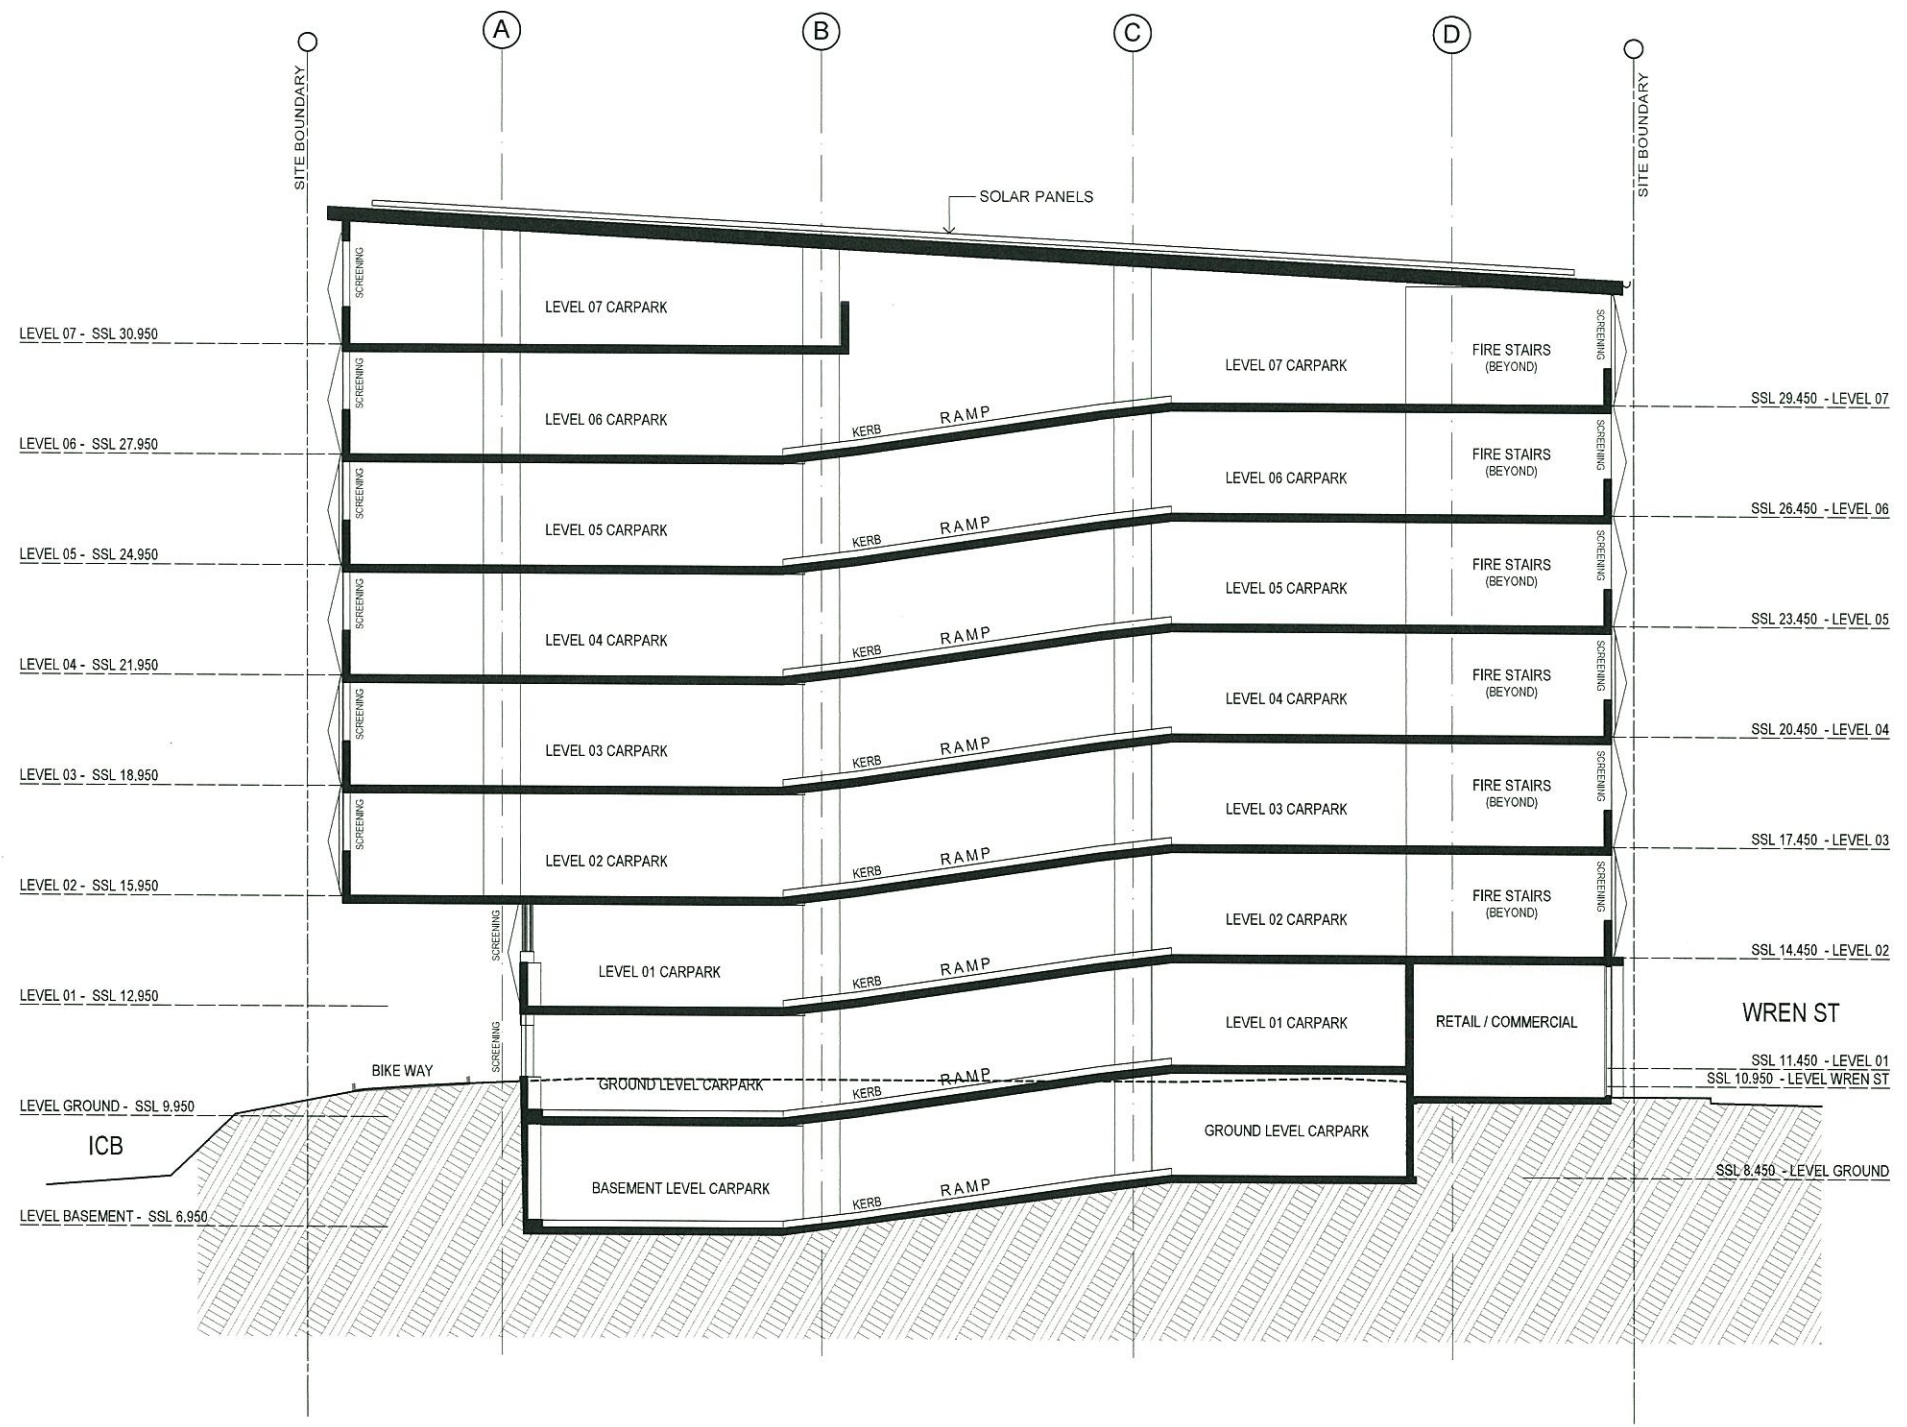 A
B
C
D
SITE BOUNDARY
SITE BOUNDARY
SOLAR PANELS
SCREENING
LEVEL 07 CARPARK
SCREENING
LEVEL 07 - SSL 30.950
LEVEL 07 CARPARK
FIRE STAIRS
(BEYOND)
SCREENING
LEVEL 06 CARPARK
KERB
RAMP
SSL 29.450 - LEVEL 07
LEVEL 06 - SSL 27.950
SCREENING
LEVEL 06 CARPARK
FIRE STAIRS
(BEYOND)
SCREENING
LEVEL 05 CARPARK
KERB
RAMP
SSL 26.450 - LEVEL 06
LEVEL 05 - SSL 24.950
SCREENING
LEVEL 05 CARPARK
FIRE STAIRS
(BEYOND)
SCREENING
LEVEL 04 CARPARK
KERB
RAMP
SSL 23.450 - LEVEL 05
LEVEL 04 - SSL 21.950
SCREENING
LEVEL 04 CARPARK
FIRE STAIRS
(BEYOND)
SCREENING
LEVEL 03 CARPARK
KERB
RAMP
SSL 20.450 - LEVEL 04
LEVEL 03 - SSL 18.950
SCREENING
LEVEL 03 CARPARK
FIRE STAIRS
(BEYOND)
SCREENING
LEVEL 02 CARPARK
KERB
RAMP
SSL 17.450 - LEVEL 03
LEVEL 02 - SSL 15.950
SCREENING
LEVEL 02 CARPARK
FIRE STAIRS
(BEYOND)
SCREENING
LEVEL 01 CARPARK
KERB
RAMP
SSL 14.450 - LEVEL 02
LEVEL 01 - SSL 12.950
SCREENING
LEVEL 01 CARPARK
RETAIL / COMMERCIAL
WREN ST
BIKE WAY
GROUND LEVEL CARPARK
KERB
RAMP
SSL 11.450 - LEVEL 01
SSL 10.950 - LEVEL WREN ST
LEVEL GROUND - SSL 9.950
ICB
GROUND LEVEL CARPARK
BASEMENT LEVEL CARPARK
KERB
RAMP
SSL 8.450 - LEVEL GROUND
LEVEL BASEMENT - SSL 6.950